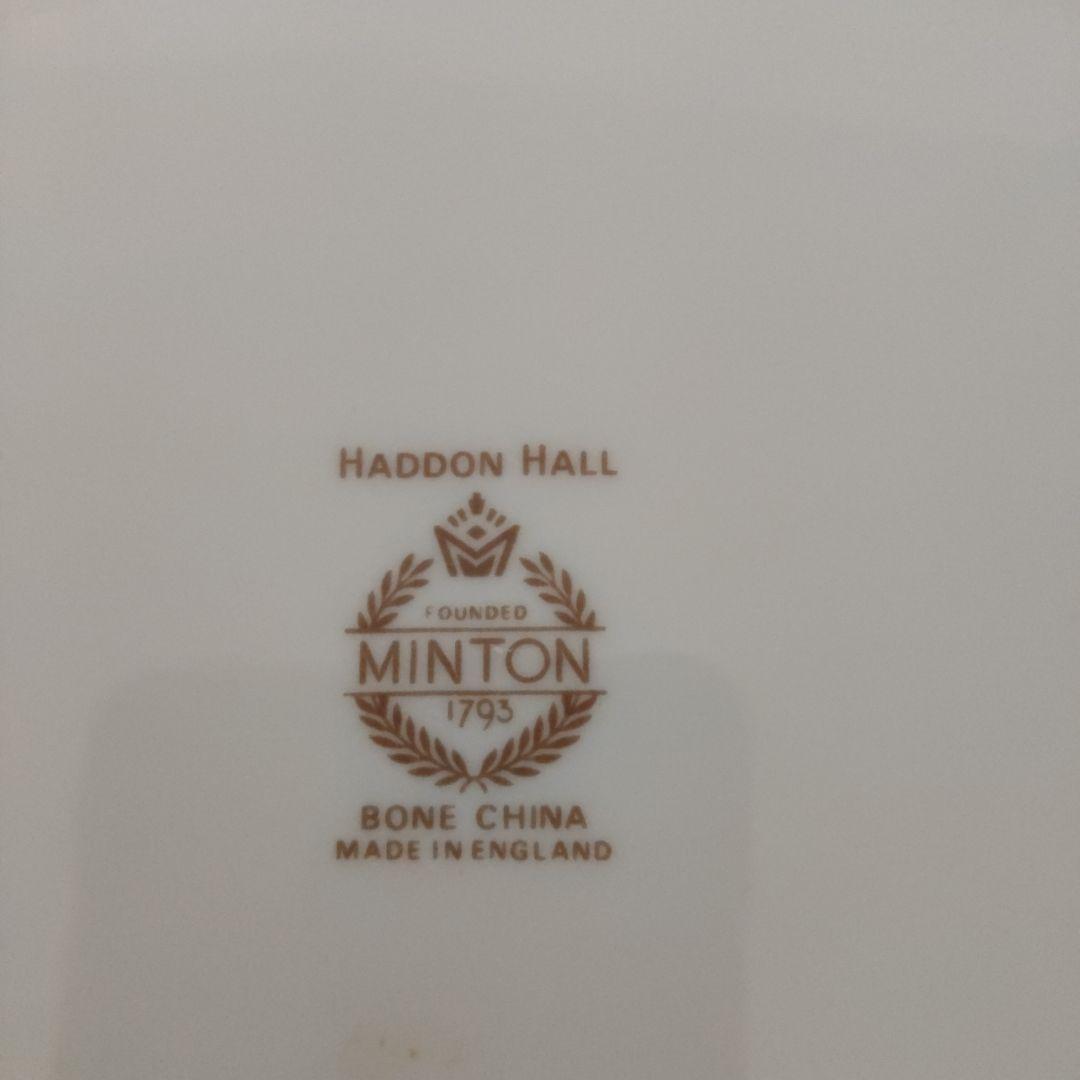 HADDON HALL
FOUNDED
MINTON
1793
BONE CHINA
MADE IN ENGLAND